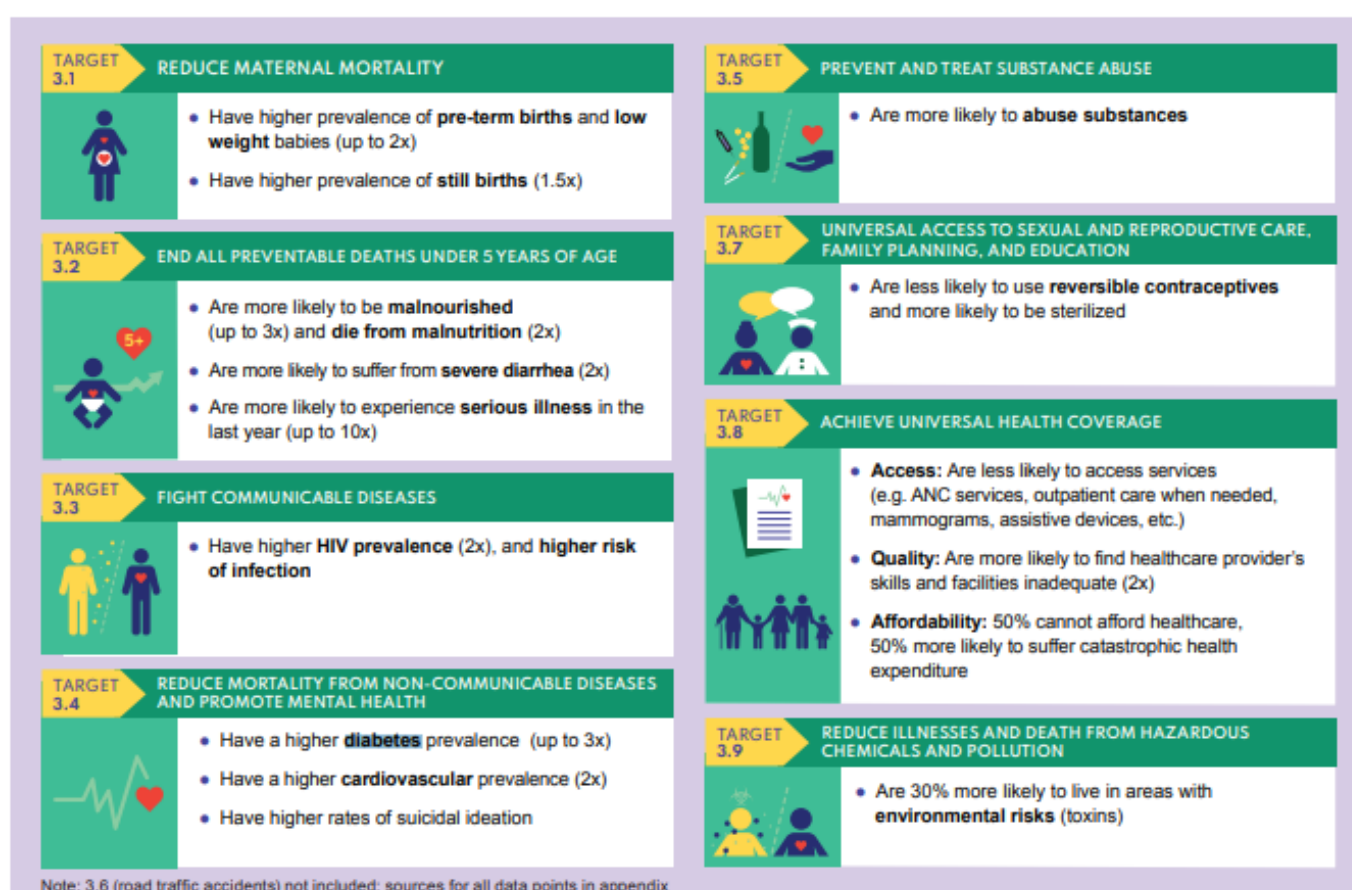 TARGET
3.1
REDUCE MATERNAL MORTALITY
• Have higher prevalence of pre-term births and low
weight babies (up to 2x)
• Have higher prevalence of still births (1.5x)
TARGET
3.2
END ALL PREVENTABLE DEATHS UNDER 5 YEARS OF AGE
5+
• Are more likely to be malnourished
(up to 3x) and die from malnutrition (2x)
• Are more likely to suffer from severe diarrhea (2x)
• Are more likely to experience serious illness in the
last year (up to 10x)
TARGET
3.3
FIGHT COMMUNICABLE DISEASES
• Have higher HIV prevalence (2x), and higher risk
of infection
TARGET
3.4
REDUCE MORTALITY FROM NON-COMMUNICABLE DISEASES
AND PROMOTE MENTAL HEALTH
• Have a higher diabetes prevalence (up to 3x)
• Have a higher cardiovascular prevalence (2x)
• Have higher rates of suicidal ideation
TARGET
3.5
PREVENT AND TREAT SUBSTANCE ABUSE
• Are more likely to abuse substances
TARGET
3.7
UNIVERSAL ACCESS TO SEXUAL AND REPRODUCTIVE CARE,
FAMILY PLANNING, AND EDUCATION
• Are less likely to use reversible contraceptives
and more likely to be sterilized
TARGET
3.8
ACHIEVE UNIVERSAL HEALTH COVERAGE
• Access: Are less likely to access services
(e.g. ANC services, outpatient care when needed,
mammograms, assistive devices, etc.)
• Quality: Are more likely to find healthcare provider's
skills and facilities inadequate (2x)
• Affordability: 50% cannot afford healthcare,
50% more likely to suffer catastrophic health
expenditure
TARGET
3.9
REDUCE ILLNESSES AND DEATH FROM HAZARDOUS
CHEMICALS AND POLLUTION
• Are 30% more likely to live in areas with
environmental risks (toxins)
Note: 3.6 (road traffic accidents) not included; sources for all data points in appendix